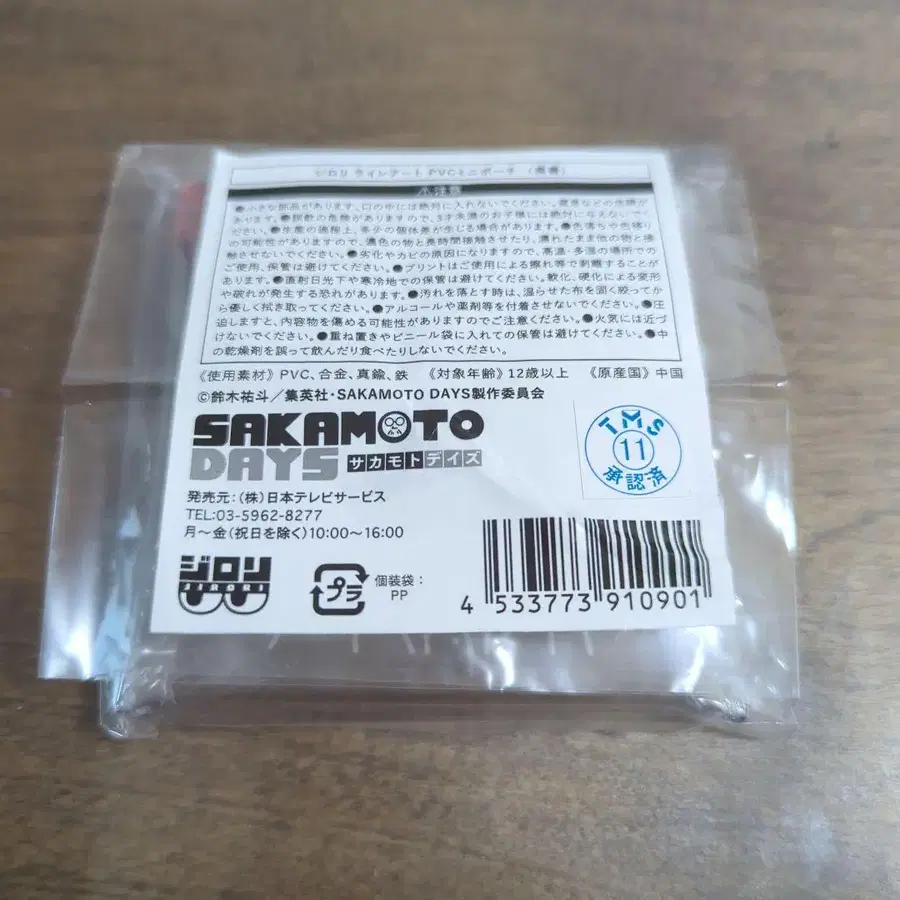 ジロリ ラインアート PVCミニポーチ
注意
●小さな部品があります、口の中には絶対に入れないでください。窒息などの危険が
あります。●誤飲の危険がありますので、3才未満のお子様には絶対に与えないでく
ださい。●生産の過程上、多少の個体差が生じる場合があります。●色落ちや色移り
の可能性がありますので、濃色の物と長時間接触させたり、濡れたまま他の物と接
触させないでください。●劣化やカビの原因になりますので、高温・多湿の場所での
ご使用、保管は避けてください。●プリントはご使用による擦れ等で剥離することが
あります。●直射日光下や寒冷地での保管は避けてください。軟化、硬化による変形
や破れが発生する恐れがあります。●汚れを落とす時は、湿らせた布を固く絞ってか
ら優しく拭き取ってください。●アルコールや薬剤等を付着させないでください。●圧
迫しますと、内容物を傷める可能性がありますのでご注意ください。●火気には近づ
けないでください。●重ね置きやビニール袋に入れての保管は避けてください。●中
の乾燥剤を誤って飲んだり食べたりしないでください。
《使用素材》PVC、合金、真鍮、鉄 《対象年齢》12歳以上 《原産国》中国
©鈴木祐斗／集英社・SAKAMOTO DAYS製作委員会
SAKAMOTO
DAYS サカモトデイズ
TMS
11
承認済
発売元：（株）日本テレビサービス
TEL:03-5962-8277
月～金（祝日を除く）10:00～16:00
ジロリ
JIRORI
プラ
個装袋：
PP
4 533773 910901